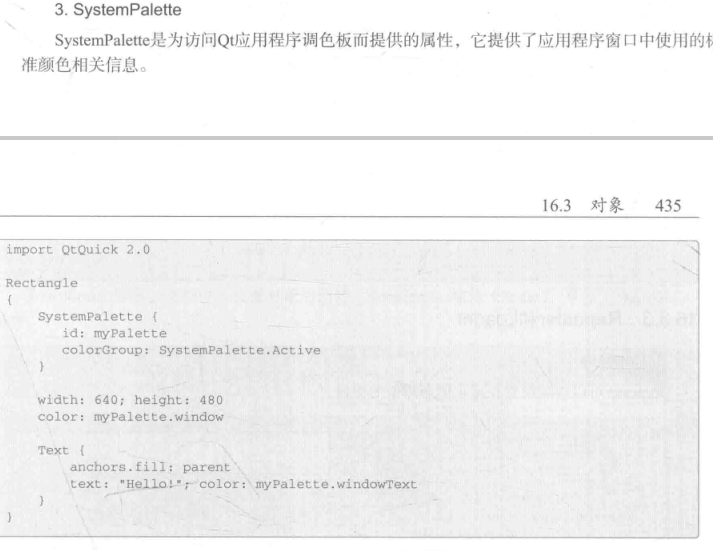 3. SystemPalette
SystemPalette是为访问Qt应用程序调色板而提供的属性，它提供了应用程序窗口中使用的标
准颜色相关信息。
16.3 对象 435
import QtQuick 2.0
Rectangle
{
SystemPalette {
id: myPalette
colorGroup: SystemPalette.Active
}
width: 640; height: 480
color: myPalette.window
Text {
anchors.fill: parent
text: "Hello!"; color: myPalette.windowText
}
}